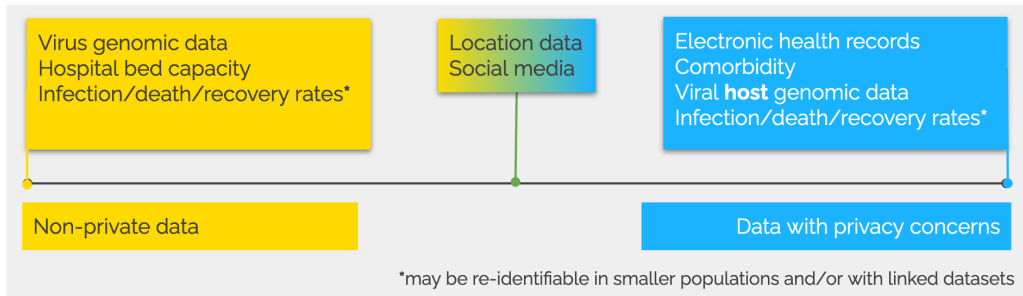 Virus genomic data
Hospital bed capacity
Infection/death/recovery rates*
Location data
Social media
Electronic health records
Comorbidity
Viral host genomic data
Infection/death/recovery rates*
Non-private data
Data with privacy concerns
*may be re-identifiable in smaller populations and/or with linked datasets